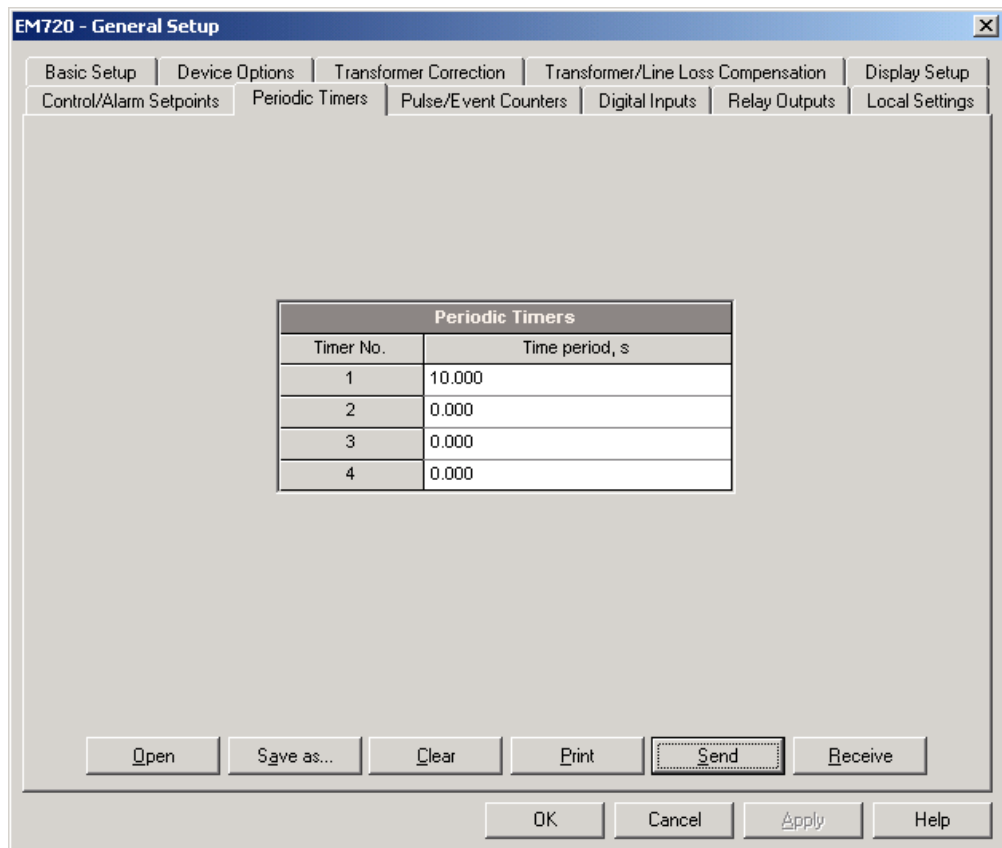 EM720 - General Setup
Basic Setup Device Options Transformer Correction Transformer/Line Loss Compensation Display Setup
Control/Alarm Setpoints Periodic Timers Pulse/Event Counters Digital Inputs Relay Outputs Local Settings
Periodic Timers
Timer No. Time period, s
1 10.000
2 0.000
3 0.000
4 0.000
Open Save as... Clear Print Send Receive
OK Cancel Apply Help